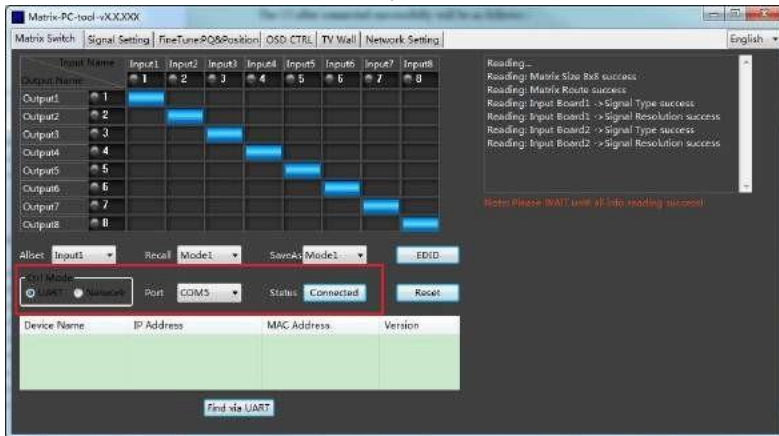 Matrix-PC-tool-vX.X.XXX
Matrix Switch Signal Setting FineTune:PQ&Position OSD CTRL TV Wall Network Setting English
Input Name Input1 Input2 Input3 Input4 Input5 Input6 Input7 Input8
Output Name 1 2 3 4 5 6 7 8
Output1 1
Output2 2
Output3 3
Output4 4
Output5 5
Output6 6
Output7 7
Output8 8
Allset Input1 Recall Mode1 SaveAs Mode1 EDID
Ctrl Mode
UART Network Port COM5 Status Connected Reset
Device Name IP Address MAC Address Version
Find via UART
Reading...
Reading: Matrix Size 8x8 success
Reading: Matrix Route success
Reading: Input Board1 ->Signal Type success
Reading: Input Board1 ->Signal Resolution success
Reading: Input Board2 ->Signal Type success
Reading: Input Board2 ->Signal Resolution success
Note: Please WAIT until all info reading success!